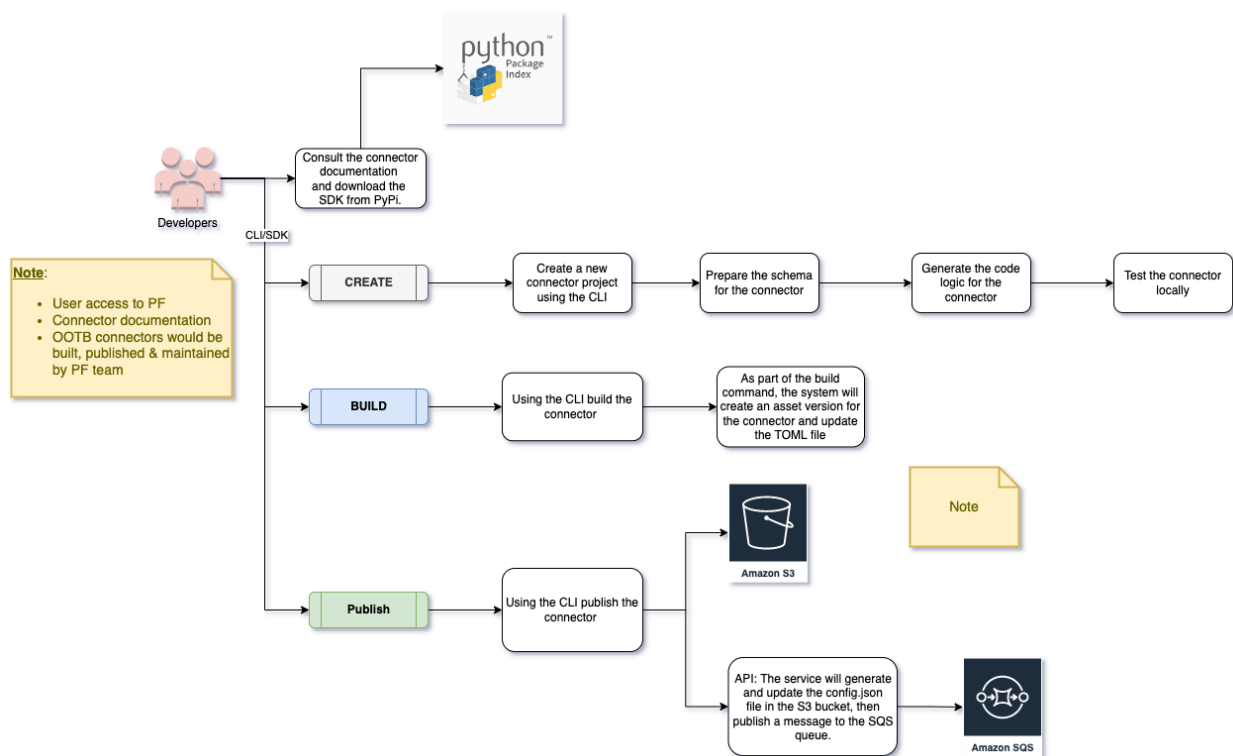 python™
Package
Index
Consult the connector
documentation
and download the
SDK from PyPi.
Developers
CLI/SDK
Note:
User access to PF
Connector documentation
OOTB connectors would be
built, published & maintained
by PF team
CREATE
Create a new
connector project
using the CLI
Prepare the schema
for the connector
Generate the code
logic for the
connector
Test the connector
locally
BUILD
Using the CLI build the
connector
As part of the build
command, the system will
create an asset version for
the connector and update
the TOML file
Note
Amazon S3
Publish
Using the CLI publish the
connector
API: The service will generate
and update the config.json
file in the S3 bucket, then
publish a message to the SQS
queue.
Amazon SQS